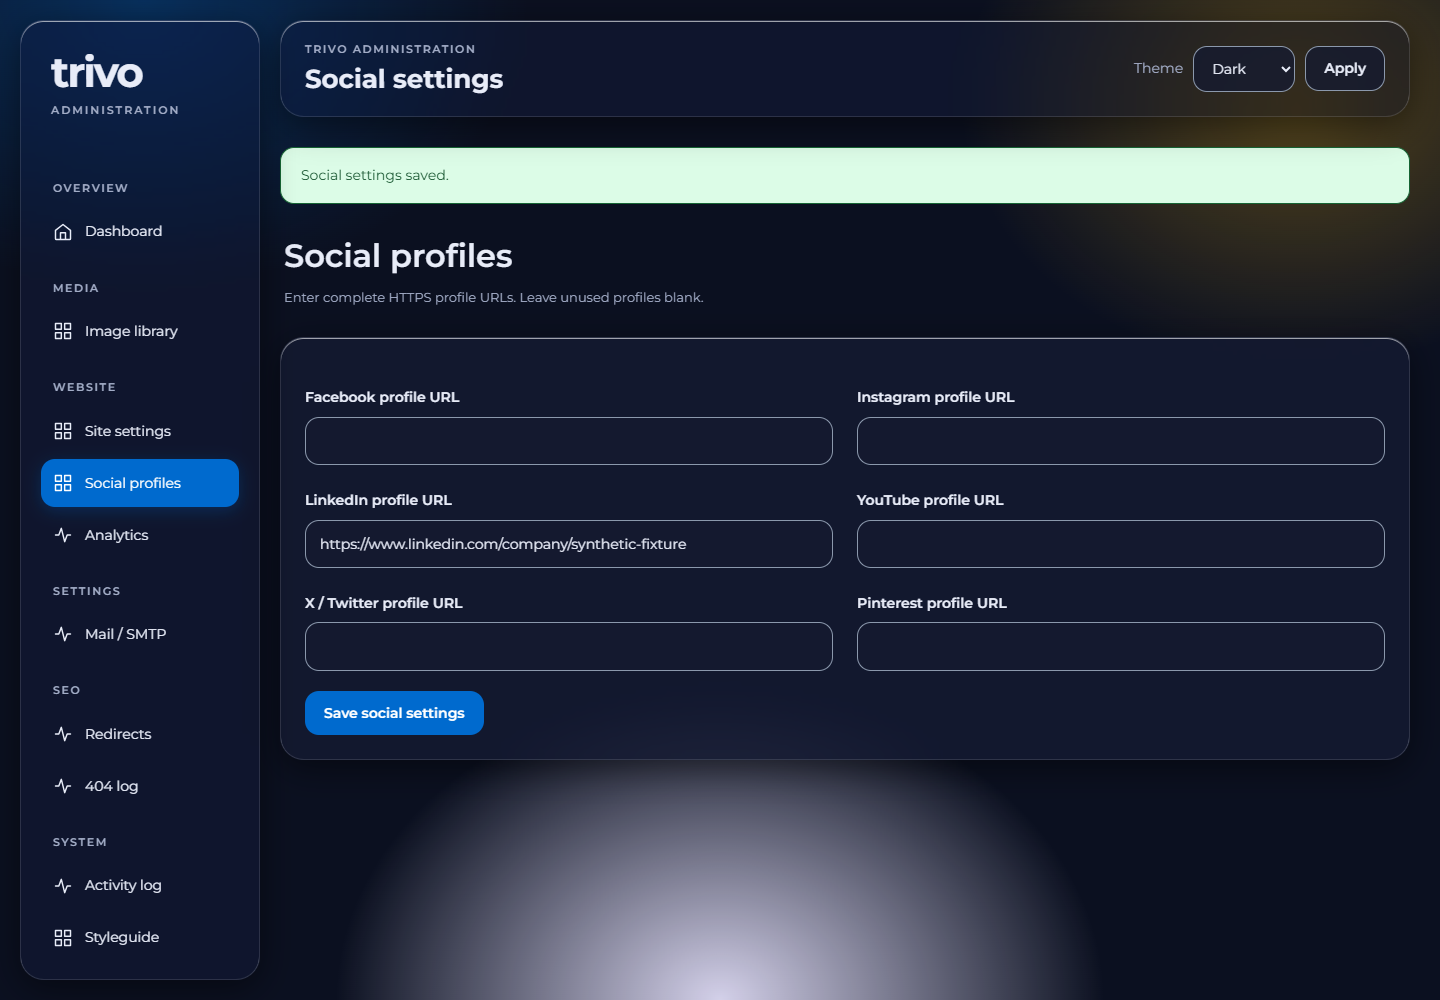 trivo
ADMINISTRATION
OVERVIEW
Dashboard
MEDIA
Image library
WEBSITE
Site settings
Social profiles
Analytics
SETTINGS
Mail / SMTP
SEO
Redirects
404 log
SYSTEM
Activity log
Styleguide
TRIVO ADMINISTRATION
Social settings
Theme
Dark
Apply
Social settings saved.
Social profiles
Enter complete HTTPS profile URLs. Leave unused profiles blank.
Facebook profile URL
Instagram profile URL
LinkedIn profile URL
https://www.linkedin.com/company/synthetic-fixture
YouTube profile URL
X / Twitter profile URL
Pinterest profile URL
Save social settings